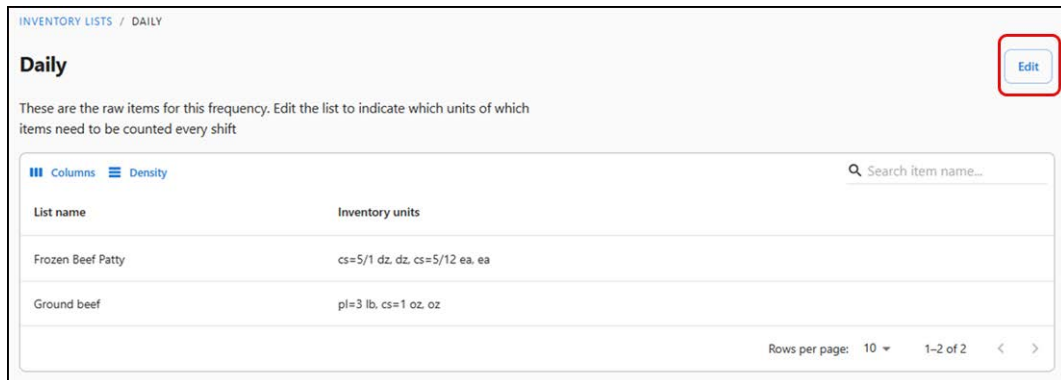 INVENTORY LISTS / DAILY
Daily
Edit
These are the raw items for this frequency. Edit the list to indicate which units of which
items need to be counted every shift
Columns Density Search item name...
List name Inventory units
Frozen Beef Patty cs=5/1 dz, dz, cs=5/12 ea, ea
Ground beef pl=3 lb, cs=1 oz, oz
Rows per page: 10 1–2 of 2